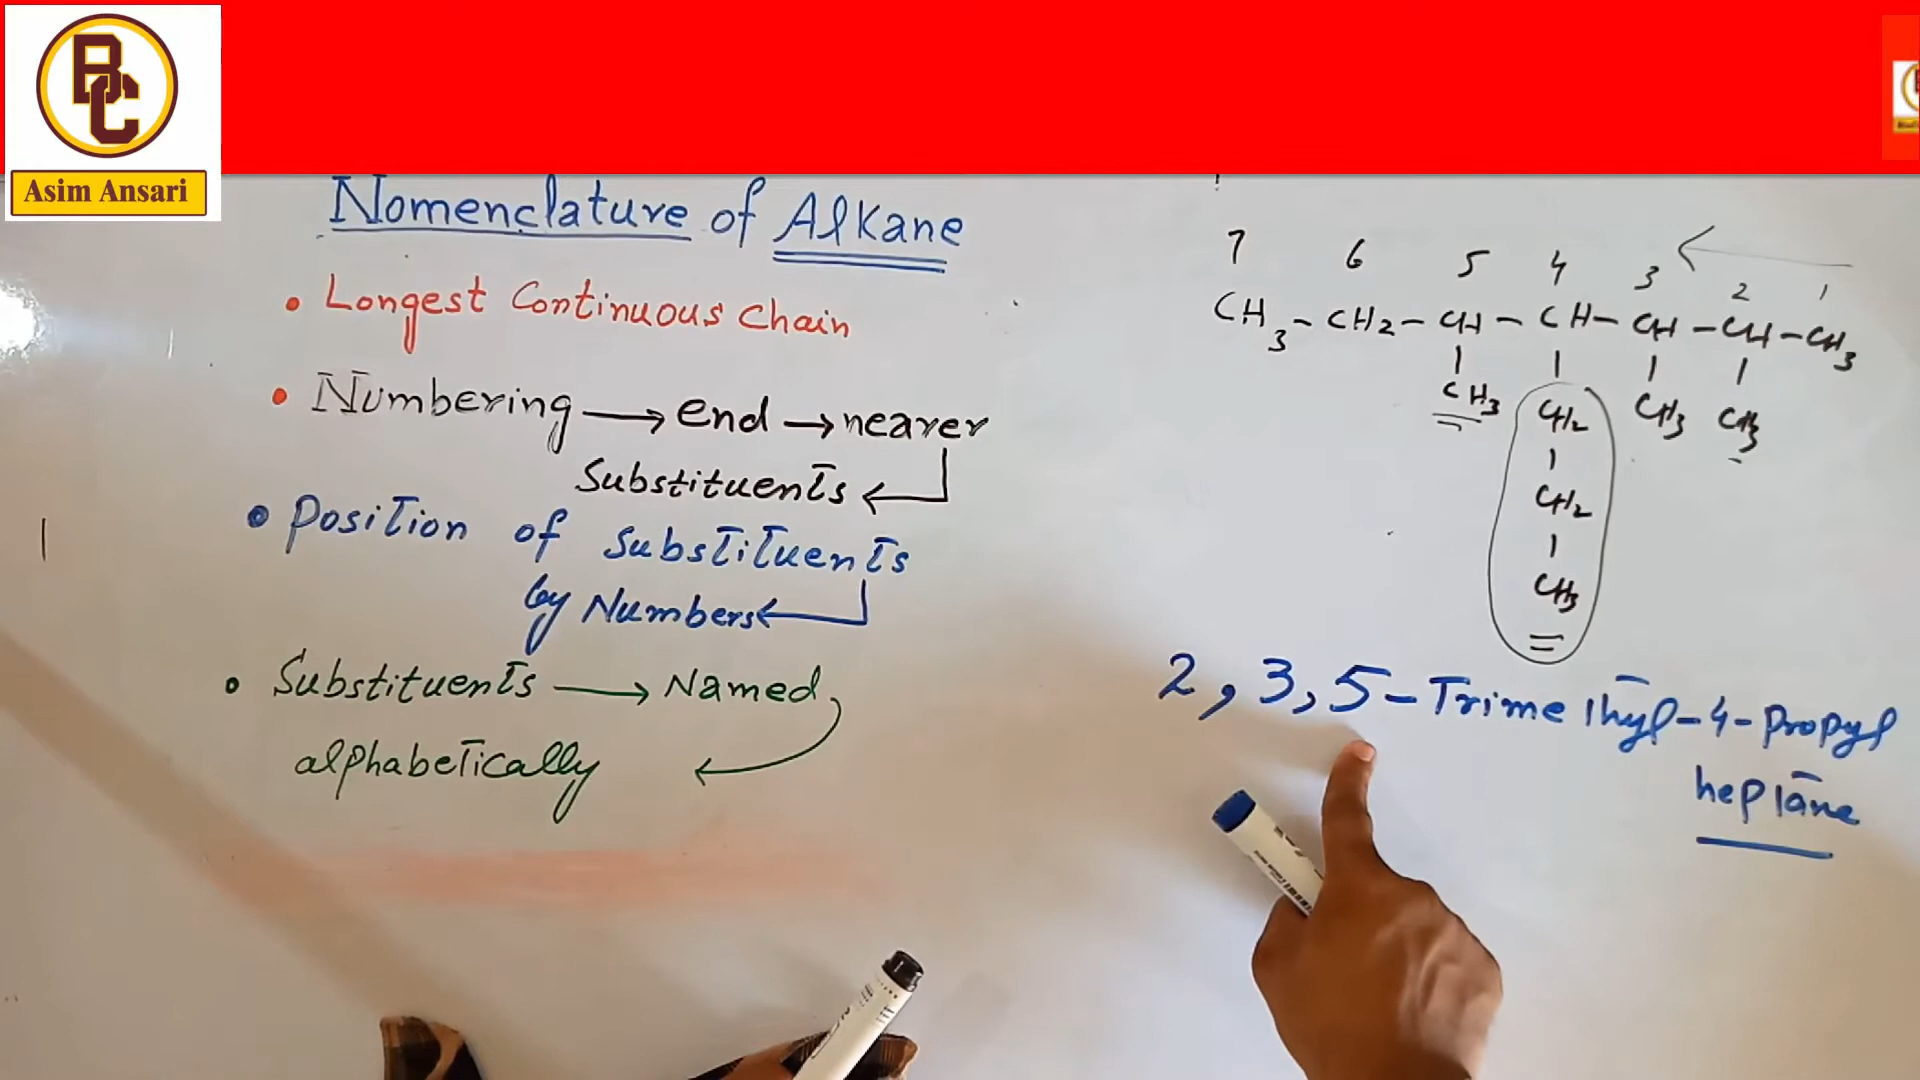 BC
Asim Ansari
Nomenclature of Alkane
• Longest Continuous Chain
• Numbering → end → nearer
Substituents
• Position of Substituents
by Numbers
• Substituents → Named
alphabetically
7 6 5 4 3 2 1
CH3 - CH2 - CH - CH - CH - CH - CH3
CH3 CH2 CH3 CH3
CH2
CH3
2, 3, 5 - Trimethyl - 4 - Propyl
heptane